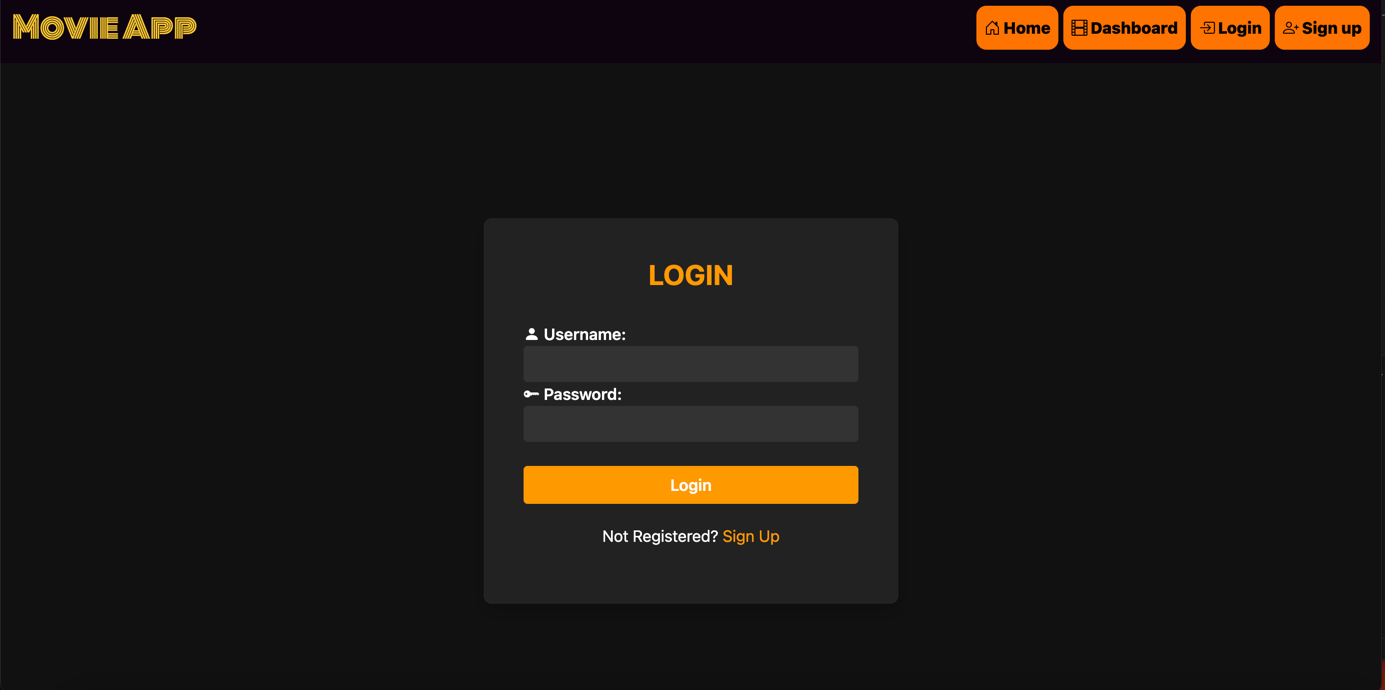 Movie App
Home Dashboard Login Sign up
LOGIN
Username:
Password:
Login
Not Registered? Sign Up